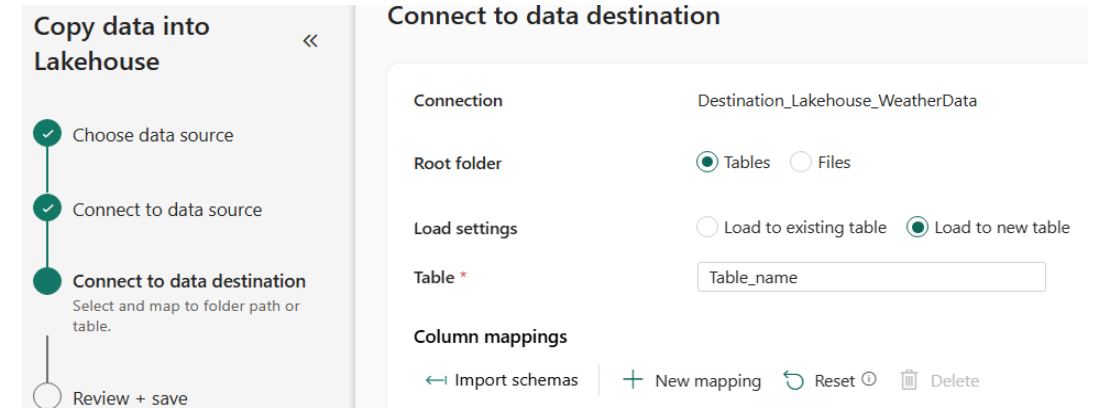 Copy data into
Lakehouse
Choose data source
Connect to data source
Connect to data destination
Select and map to folder path or
table.
Review + save
Connect to data destination
Connection Destination_Lakehouse_WeatherData
Root folder Tables Files
Load settings Load to existing table Load to new table
Table * Table_name
Column mappings
Import schemas New mapping Reset Delete